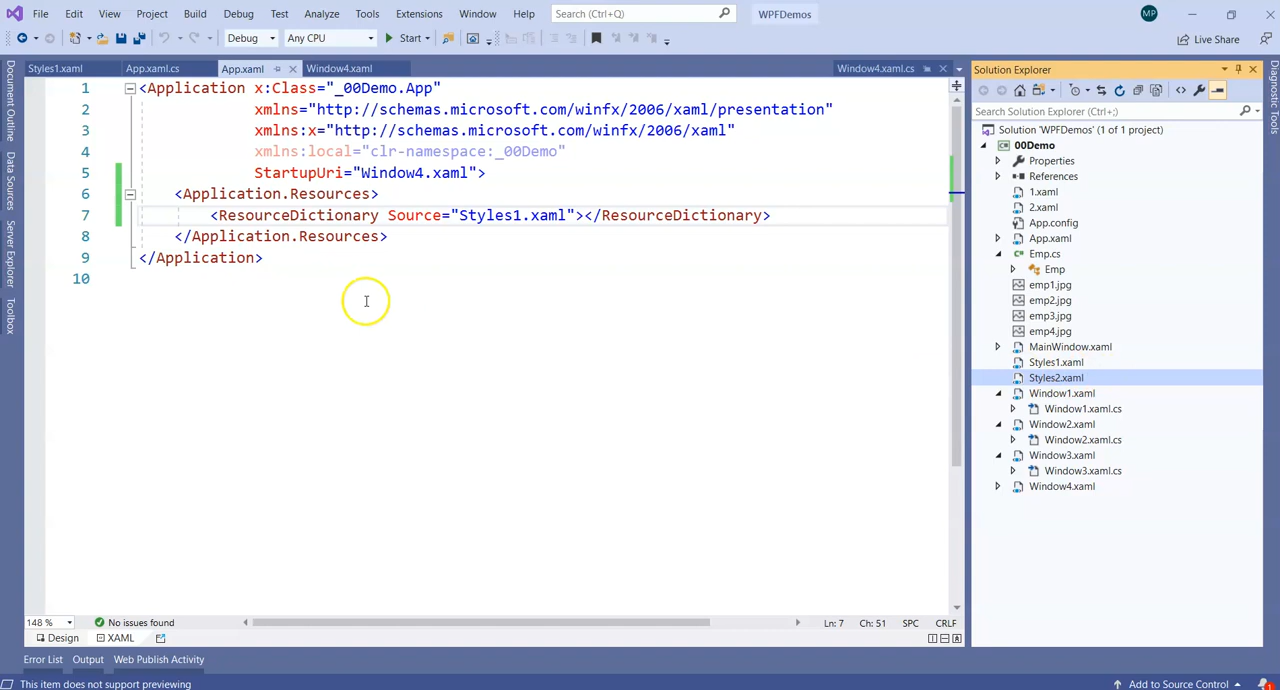 File Edit View Project Build Debug Test Analyze Tools Extensions Window Help Search (Ctrl+Q) WPFDemos MP
Debug Any CPU Start Live Share
Styles1.xaml App.xaml.cs App.xaml Window4.xaml Window4.xaml.cs
1 <Application x:Class="_00Demo.App"
2 xmlns="http://schemas.microsoft.com/winfx/2006/xaml/presentation"
3 xmlns:x="http://schemas.microsoft.com/winfx/2006/xaml"
4 xmlns:local="clr-namespace:_00Demo"
5 StartupUri="Window4.xaml">
6 <Application.Resources>
7 <ResourceDictionary Source="Styles1.xaml"></ResourceDictionary>
8 </Application.Resources>
9 </Application>
10
Document Outline
Data Sources
Server Explorer
Toolbox
148 % No issues found Ln: 7 Ch: 51 SPC CRLF
Design XAML
Solution Explorer
Search Solution Explorer (Ctrl+;)
Solution 'WPFDemos' (1 of 1 project)
00Demo
Properties
References
1.xaml
2.xaml
App.config
App.xaml
Emp.cs
Emp
emp1.jpg
emp2.jpg
emp3.jpg
emp4.jpg
MainWindow.xaml
Styles1.xaml
Styles2.xaml
Window1.xaml
Window1.xaml.cs
Window2.xaml
Window2.xaml.cs
Window3.xaml
Window3.xaml.cs
Window4.xaml
Diagnostic Tools
Error List Output Web Publish Activity
This item does not support previewing Add to Source Control 1